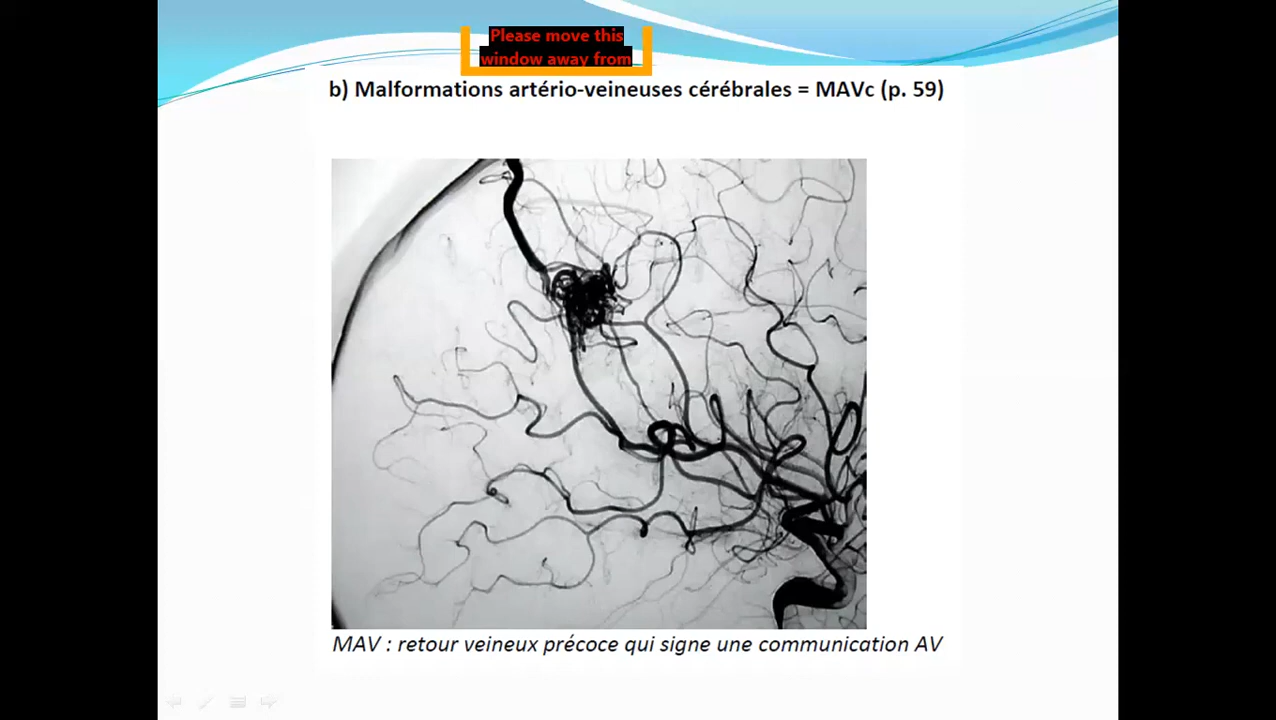 Please move this
window away from
b) Malformations artério-veineuses cérébrales = MAVc (p. 59)
MAV : retour veineux précoce qui signe une communication AV